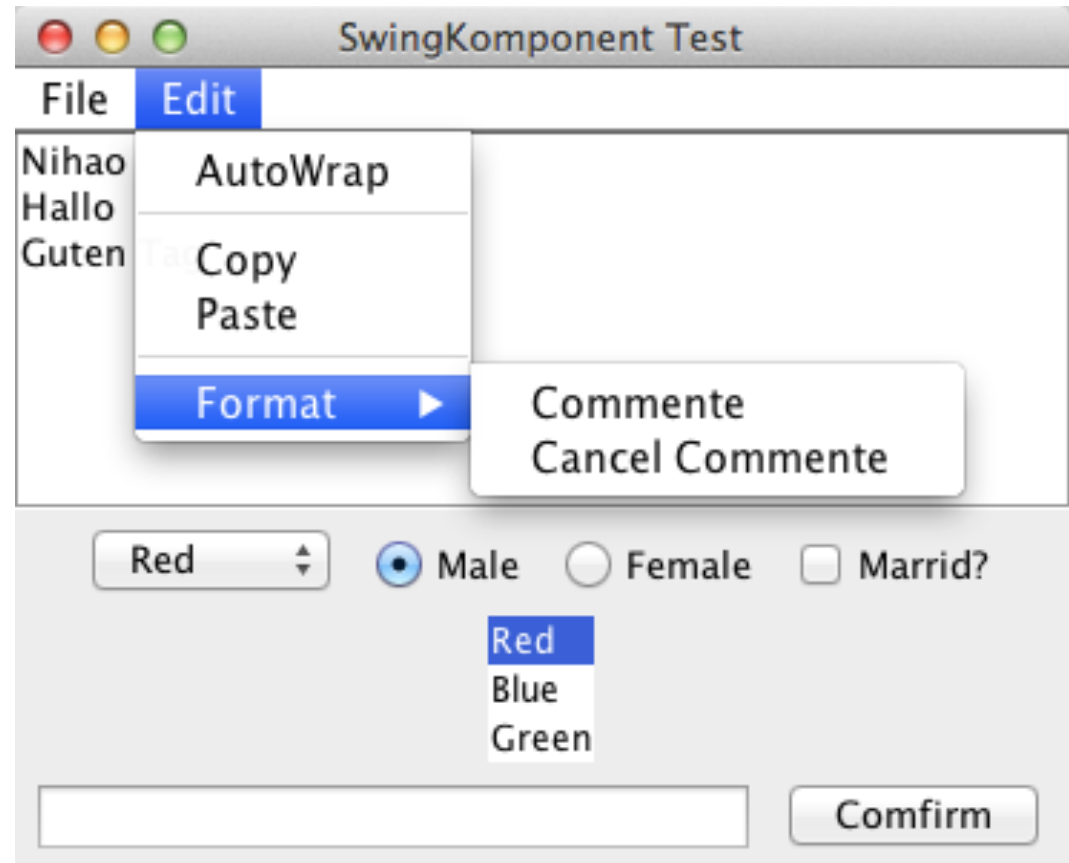 SwingKomponent Test
File Edit
Nihao
Hallo
Guten Tag
AutoWrap
Copy
Paste
Format
Commente
Cancel Commente
Red Male Female Marrid?
Red
Blue
Green
Comfirm